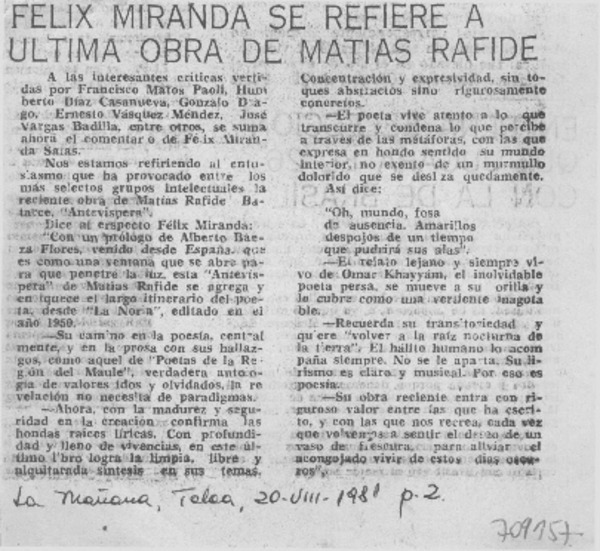 FELIX MIRANDA SE REFIERE A
ULTIMA OBRA DE MATIAS RAFIDE
A las interesantes críticas verti-
das por Francisco Matos Paoli, Hum
berto Díaz Casanueva, Gonzalo Dra-
go, Ernesto Vásquez Méndez, José
Vargas Badilla, entre otros, se suma
ahora el comentario de Félix Miran-
da Salas.
Nos estamos refiriendo al entu-
siasmo que ha provocado entre los
más selectos grupos intelectuales la
reciente obra de Matías Rafide Ba-
tarce, "Antevíspera".
Dice al respecto Félix Miranda:
"Con un prólogo de Alberto Bae-
za Flores, venido desde España, que
es como una ventana que se abre pa-
ra que penetre la luz, esta "Antevís-
pera" de Matías Rafide se agrega y
enriquece el largo itinerario del poe-
ta, desde "La Noria", editado en el
año 1950.
—Su camino en la poesía, central
mente, y en la prosa con sus hallaz-
gos, como aquel de "Poetas de la Re-
gión del Maule", verdadera antolo-
gía de valores idos y olvidados, la re
velación no necesita de paradigmas.
—Ahora, con la madurez y segu-
ridad en la creación confirma las
hondas raíces líricas. Con profundi-
dad y lleno de vivencias, en este úl-
timo libro logra la limpia, libre y
alquitarada síntesis en sus temas.
Concentración y expresividad, sin to-
ques abstractos sino rigurosamente
concretos.
—El poeta vive atento a lo que
transcurre y condena lo que percibe
a través de las metáforas, con las que
expresa en hondo sentido su mundo
interior, no exento de un murmullo
dolorido que se desliza quedamente.
Así dice:
"Oh, mundo, fosa
de ausencia. Amarillos
despojos de un tiempo
que pudrirá sus alas".
—El relato lejano y siempre vi-
vo de Omar Khayyám, el inolvidable
poeta persa, se mueve a su orilla y
lo cubre como una vertiente inagota
ble.
—Recuerda su transitoriedad y
quiere "volver a la raíz nocturna de
la tierra". El hálito humano lo acom
paña siempre. No se le aparta. Su li-
rismo es claro y musical. Por eso es
poesía.
—Su obra reciente entra con ri-
guroso valor entre las que ha escri-
to, y con las que nos recrea, cada vez
que volvemos a sentir el deseo de un
vaso de frescura, para aliviar el
acongojado vivir de estos días oscu-
ros".
La Mañana, Talca, 20-VIII-1981 p.2.
709157